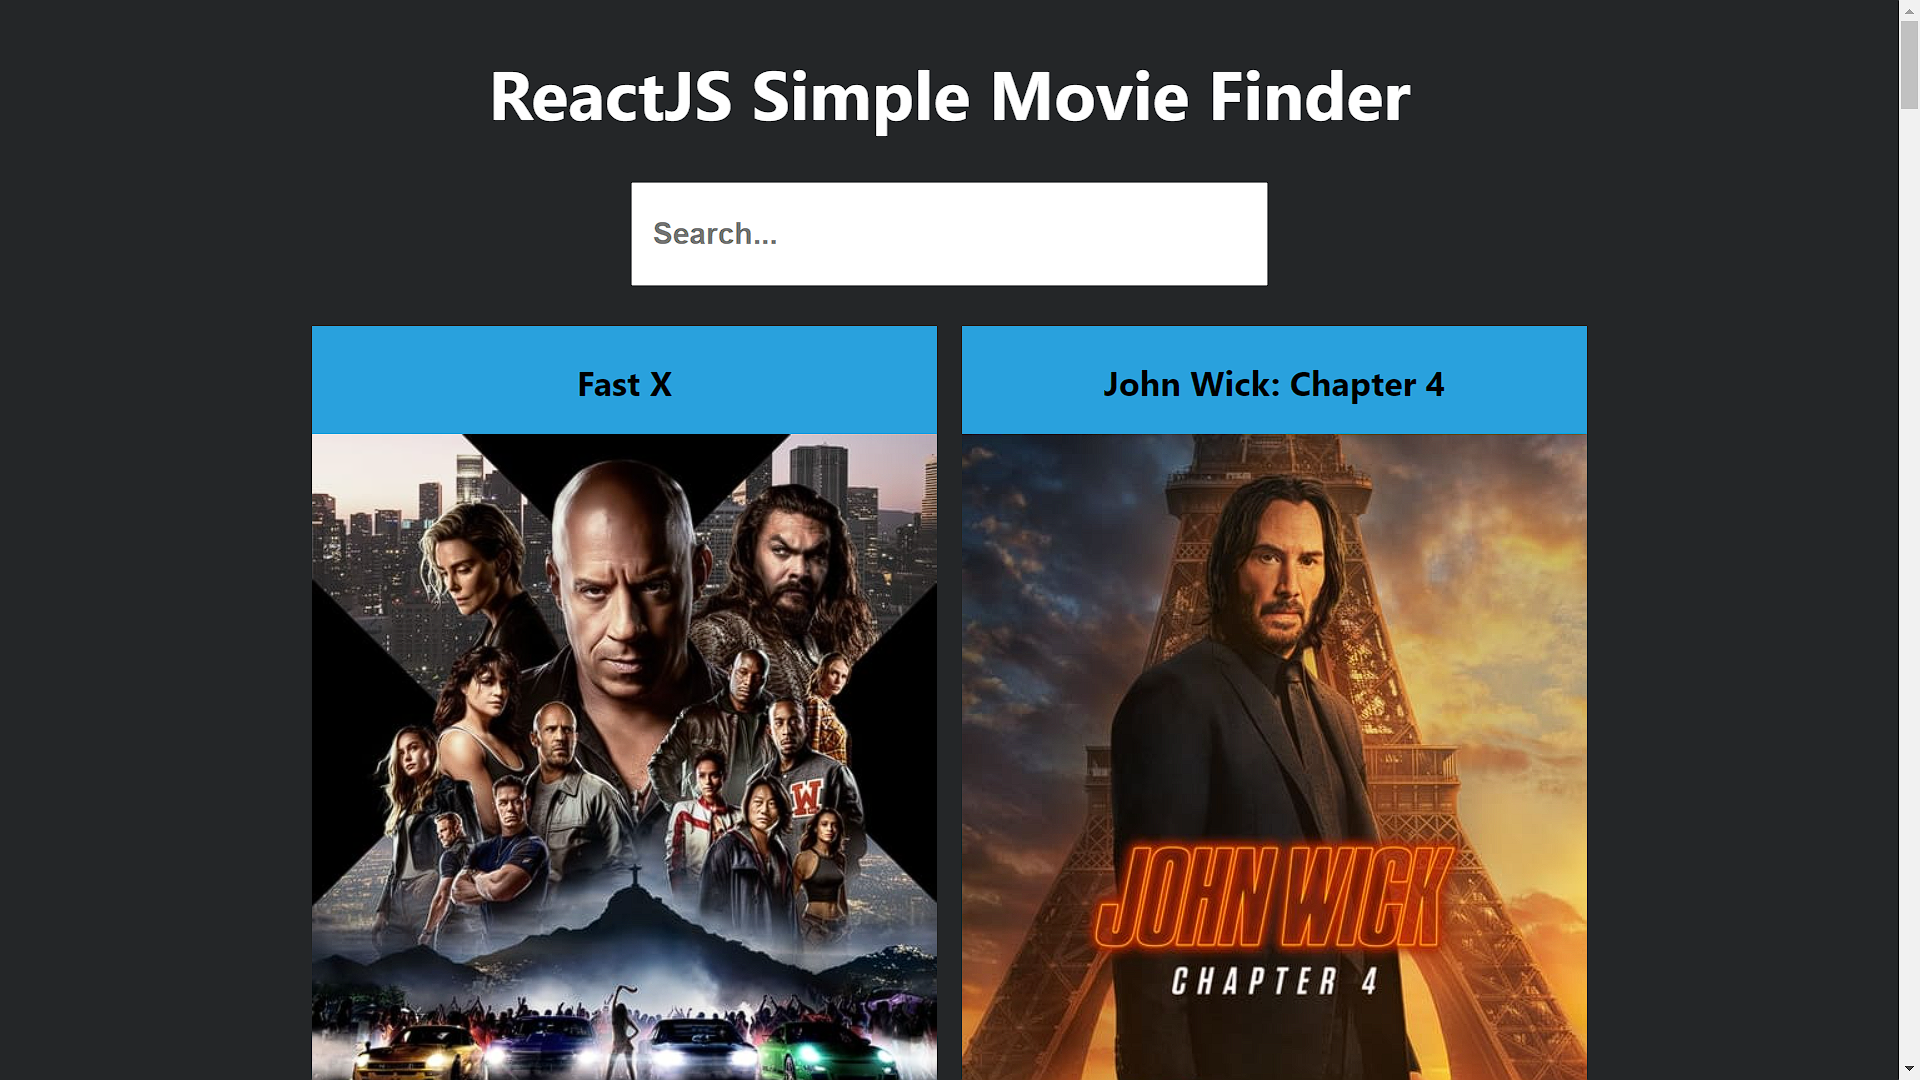 ReactJS Simple Movie Finder
Search...
Fast X
John Wick: Chapter 4
W
JOHN WICK
CHAPTER 4